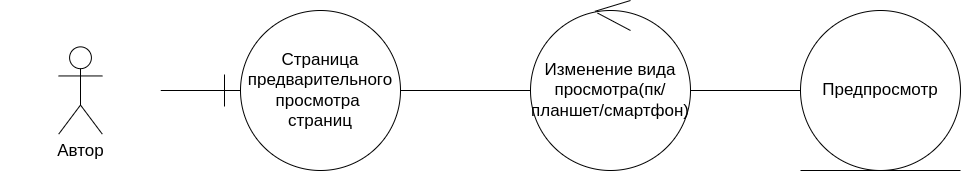 Автор
Страница
предварительного
просмотра
страниц
Изменение вида
просмотра(пк/
планшет/смартфон)
Предпросмотр